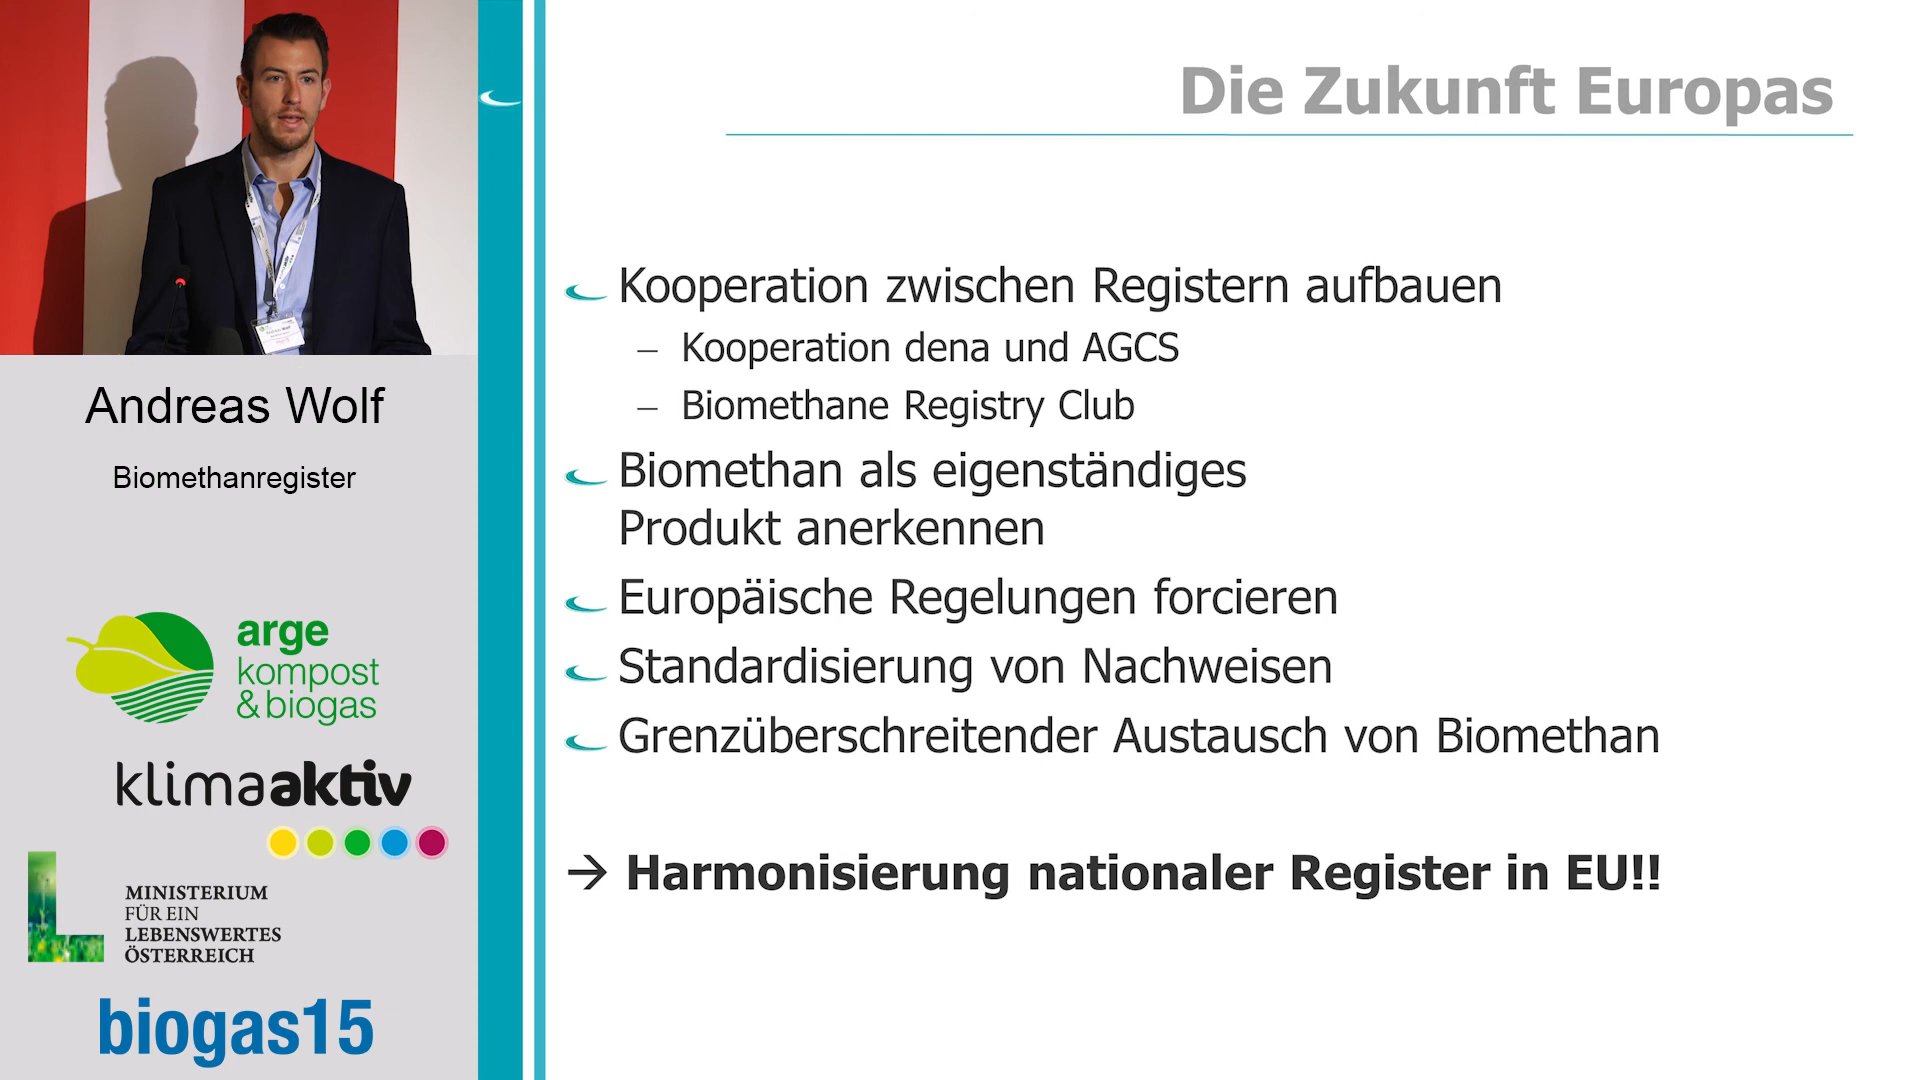 Die Zukunft Europas
Kooperation zwischen Registern aufbauen
– Kooperation dena und AGCS
– Biomethane Registry Club
Biomethan als eigenständiges
Produkt anerkennen
Europäische Regelungen forcieren
Standardisierung von Nachweisen
Grenzüberschreitender Austausch von Biomethan
→ Harmonisierung nationaler Register in EU!!
Andreas Wolf
Biomethanregister
arge
kompost
& biogas
klimaaktiv
MINISTERIUM
FÜR EIN
LEBENSWERTES
ÖSTERREICH
biogas15